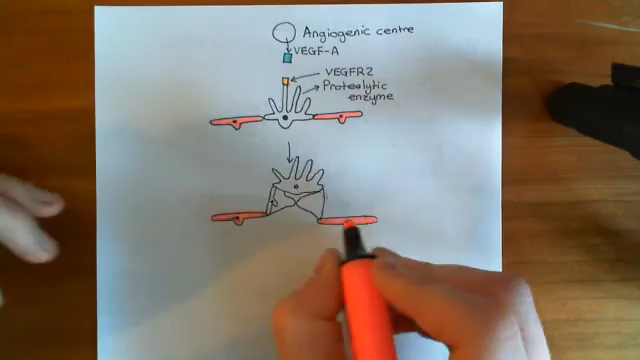 Angiogenic centre
VEGF-A
VEGFR2
Proteolytic
enzyme